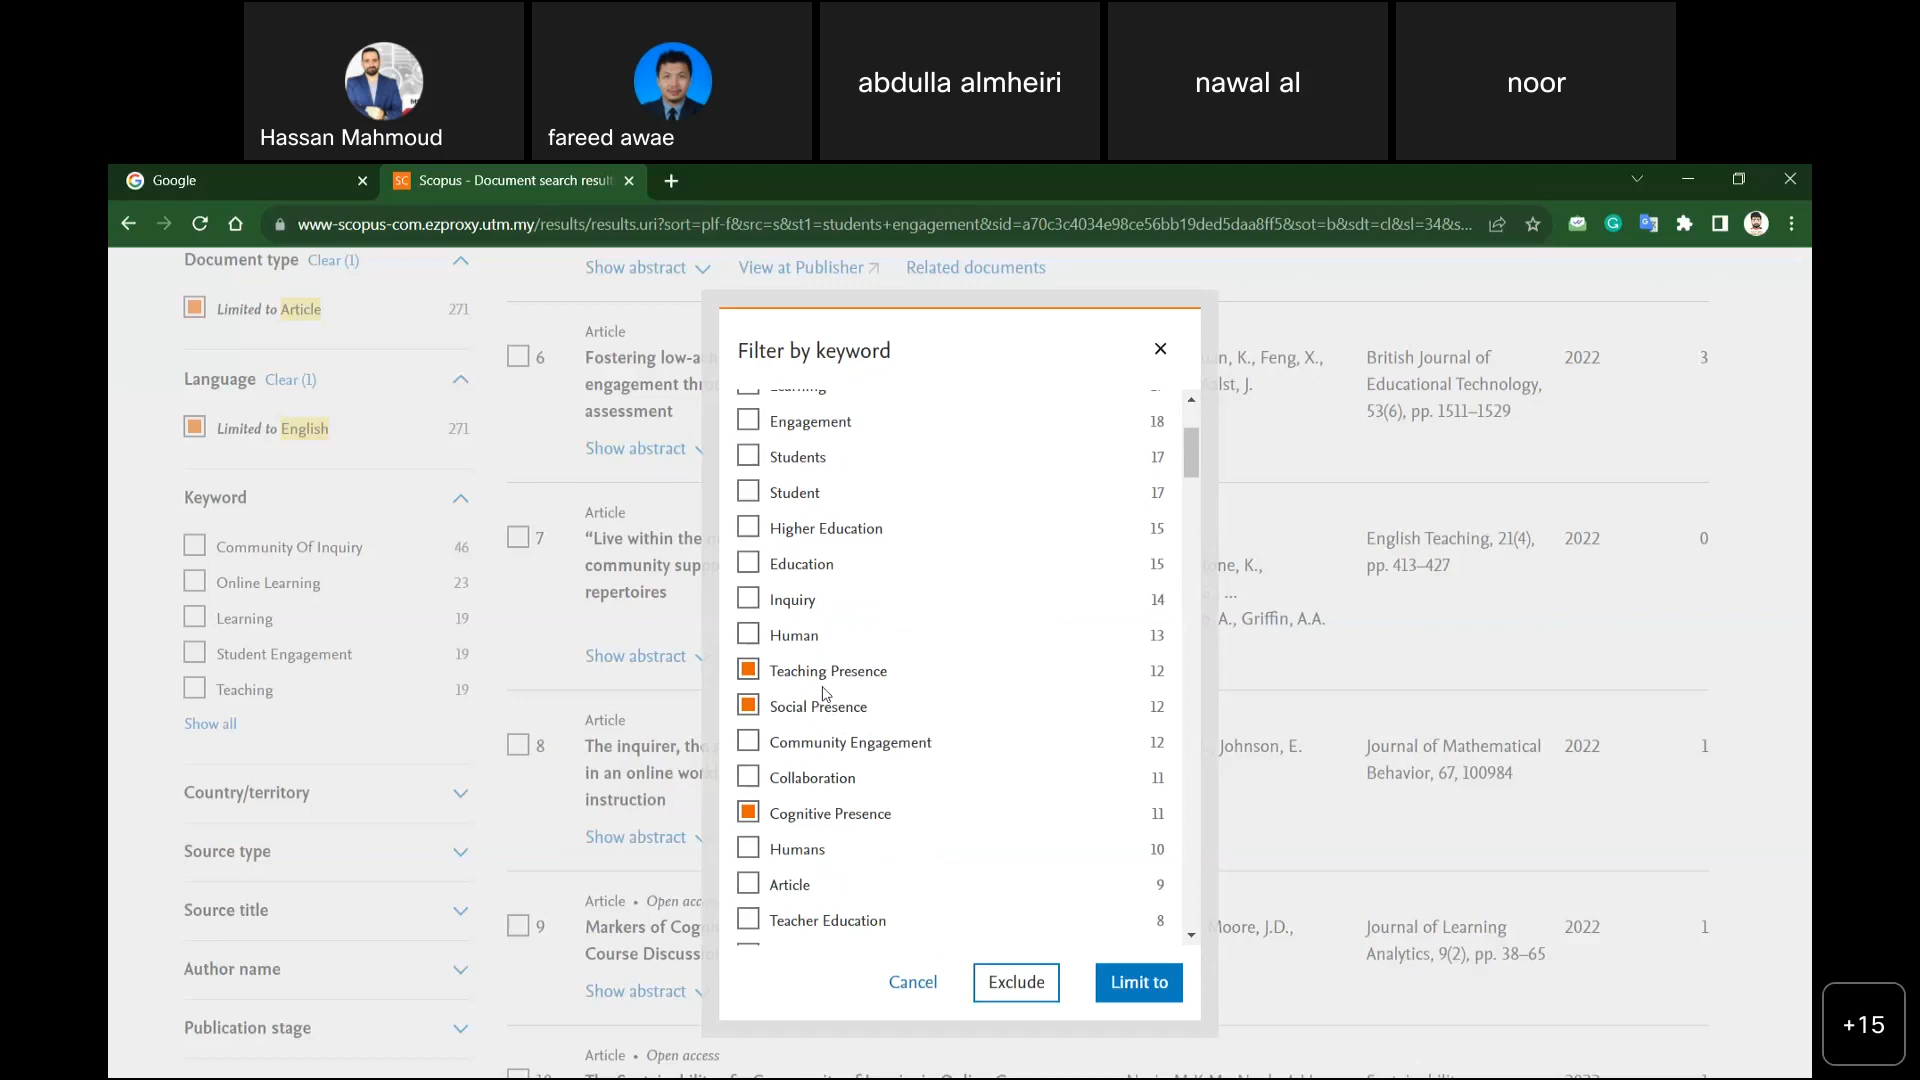 Hassan Mahmoud
fareed awae
abdulla almheiri
nawal al
noor
Google
SC Scopus - Document search result
www-scopus-com.ezproxy.utm.my/results/results.uri?sort=plf-f&src=s&st1=students+engagement&sid=a70c3c4034e98ce56bb19ded5daa8ff5&sot=b&sdt=cl&sl=34&s...
Document type Clear (1)
Limited to Article 271
Language Clear (1)
Limited to English 271
Keyword
Community Of Inquiry 46
Online Learning 23
Learning 19
Student Engagement 19
Teaching 19
Show all
Country/territory
Source type
Source title
Author name
Publication stage
Show abstract View at Publisher Related documents
Article
6 Fostering low-
engagement thr
assessment
Show abstract
K., Feng, X.,
J.
British Journal of
Educational Technology,
53(6), pp. 1511–1529
2022 3
Article
7 “Live within the
community supp
repertoires
Show abstract
K.,
...
A., Griffin, A.A.
English Teaching, 21(4),
pp. 413–427
2022 0
Article
8 The inquirer, the
in an online work
instruction
Show abstract
Johnson, E.
Journal of Mathematical
Behavior, 67, 100984
2022 1
Article • Open acc
9 Markers of Cogn
Course Discussi
Show abstract
Moore, J.D.,
Journal of Learning
Analytics, 9(2), pp. 38–65
2022 1
Article • Open access
Filter by keyword
Learning
Engagement 18
Students 17
Student 17
Higher Education 15
Education 15
Inquiry 14
Human 13
Teaching Presence 12
Social Presence 12
Community Engagement 12
Collaboration 11
Cognitive Presence 11
Humans 10
Article 9
Teacher Education 8
Cancel Exclude Limit to
+15